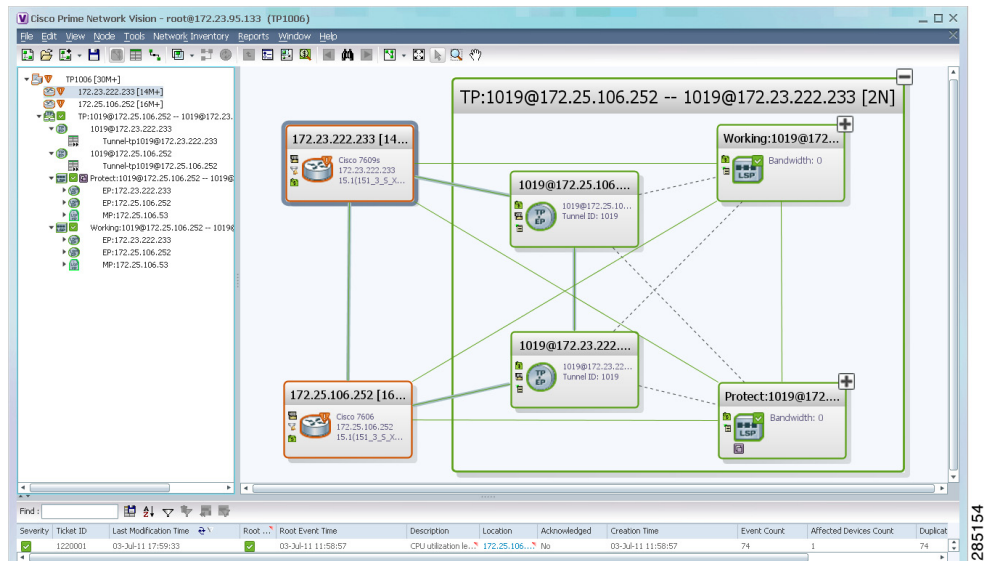 Cisco Prime Network Vision - root@172.23.95.133 (TP1006)
File Edit View Node Tools Network Inventory Reports Window Help
TP1006 [30M+]
172.23.222.233 [14M+]
172.25.106.252 [16M+]
TP:1019@172.25.106.252 -- 1019@172.23.
1019@172.23.222.233
Tunnel-tp1019@172.23.222.233
1019@172.25.106.252
Tunnel-tp1019@172.25.106.252
Protect:1019@172.25.106.252 -- 1019@
EP:172.23.222.233
EP:172.25.106.252
MP:172.25.106.53
Working:1019@172.25.106.252 -- 1019@
EP:172.23.222.233
EP:172.25.106.252
MP:172.25.106.53
TP:1019@172.25.106.252 -- 1019@172.23.222.233 [2N]
172.23.222.233 [14...
Cisco 7609s
172.23.222.233
15.1(151_3_S_X...
Working:1019@172...
Bandwidth: 0
LSP
1019@172.25.106....
1019@172.25.10...
Tunnel ID: 1019
TP
EP
1019@172.23.222....
1019@172.23.22...
Tunnel ID: 1019
TP
EP
172.25.106.252 [16...
Cisco 7606
172.25.106.252
15.1(151_3_S_X...
Protect:1019@172....
Bandwidth: 0
LSP
Find :
Severity Ticket ID Last Modification Time Root ... Root Event Time Description Location Acknowledged Creation Time Event Count Affected Devices Count Duplicat
1220001 03-Jul-11 17:59:33 03-Jul-11 11:58:57 CPU utilization le... 172.25.106... No 03-Jul-11 11:58:57 74 1 74
285154